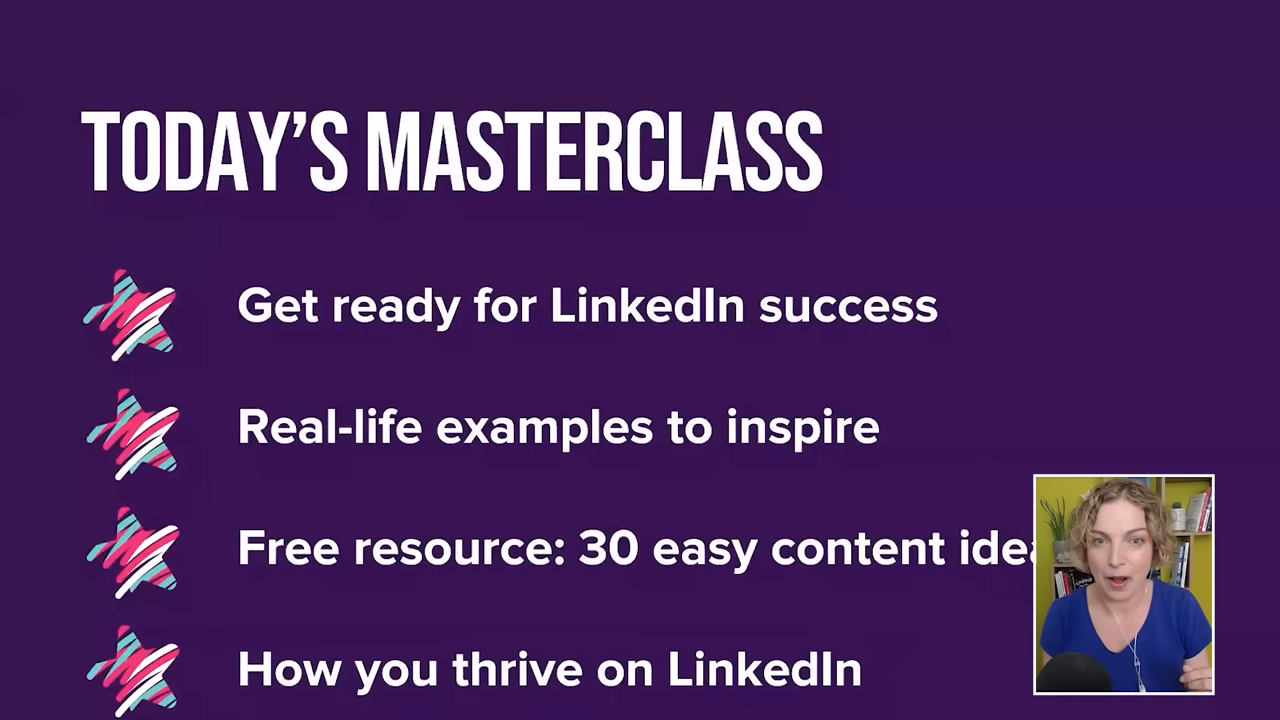 TODAY’S MASTERCLASS
Get ready for LinkedIn success
Real-life examples to inspire
Free resource: 30 easy content
How you thrive on LinkedIn